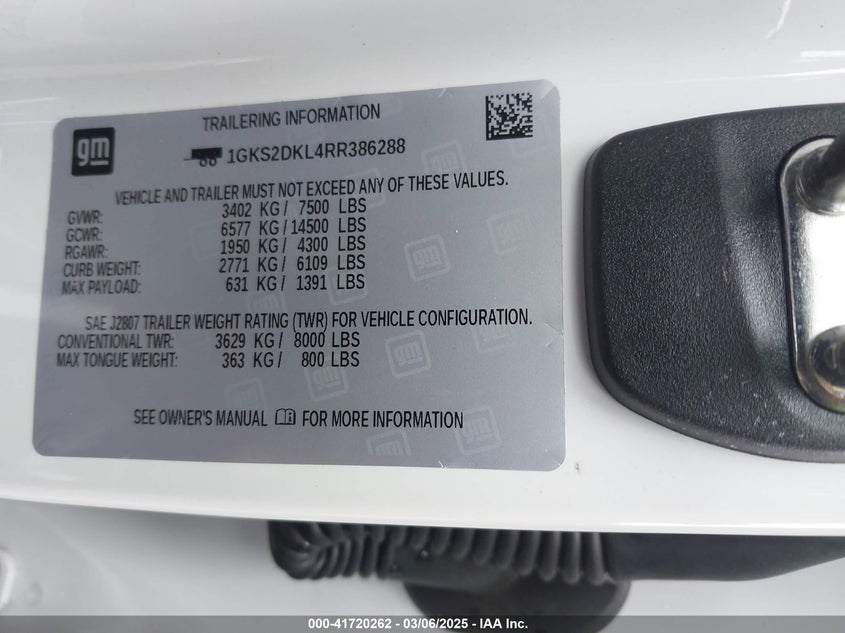 gm
TRAILERING INFORMATION
1GKS2DKL4RR386288
VEHICLE AND TRAILER MUST NOT EXCEED ANY OF THESE VALUES.
GVWR: 3402 KG / 7500 LBS
GCWR: 6577 KG / 14500 LBS
RGAWR: 1950 KG / 4300 LBS
CURB WEIGHT: 2771 KG / 6109 LBS
MAX PAYLOAD: 631 KG / 1391 LBS
SAE J2807 TRAILER WEIGHT RATING (TWR) FOR VEHICLE CONFIGURATION.
CONVENTIONAL TWR: 3629 KG / 8000 LBS
MAX TONGUE WEIGHT: 363 KG / 800 LBS
SEE OWNER'S MANUAL FOR MORE INFORMATION
000-41720262 - 03/06/2025 - IAA Inc.